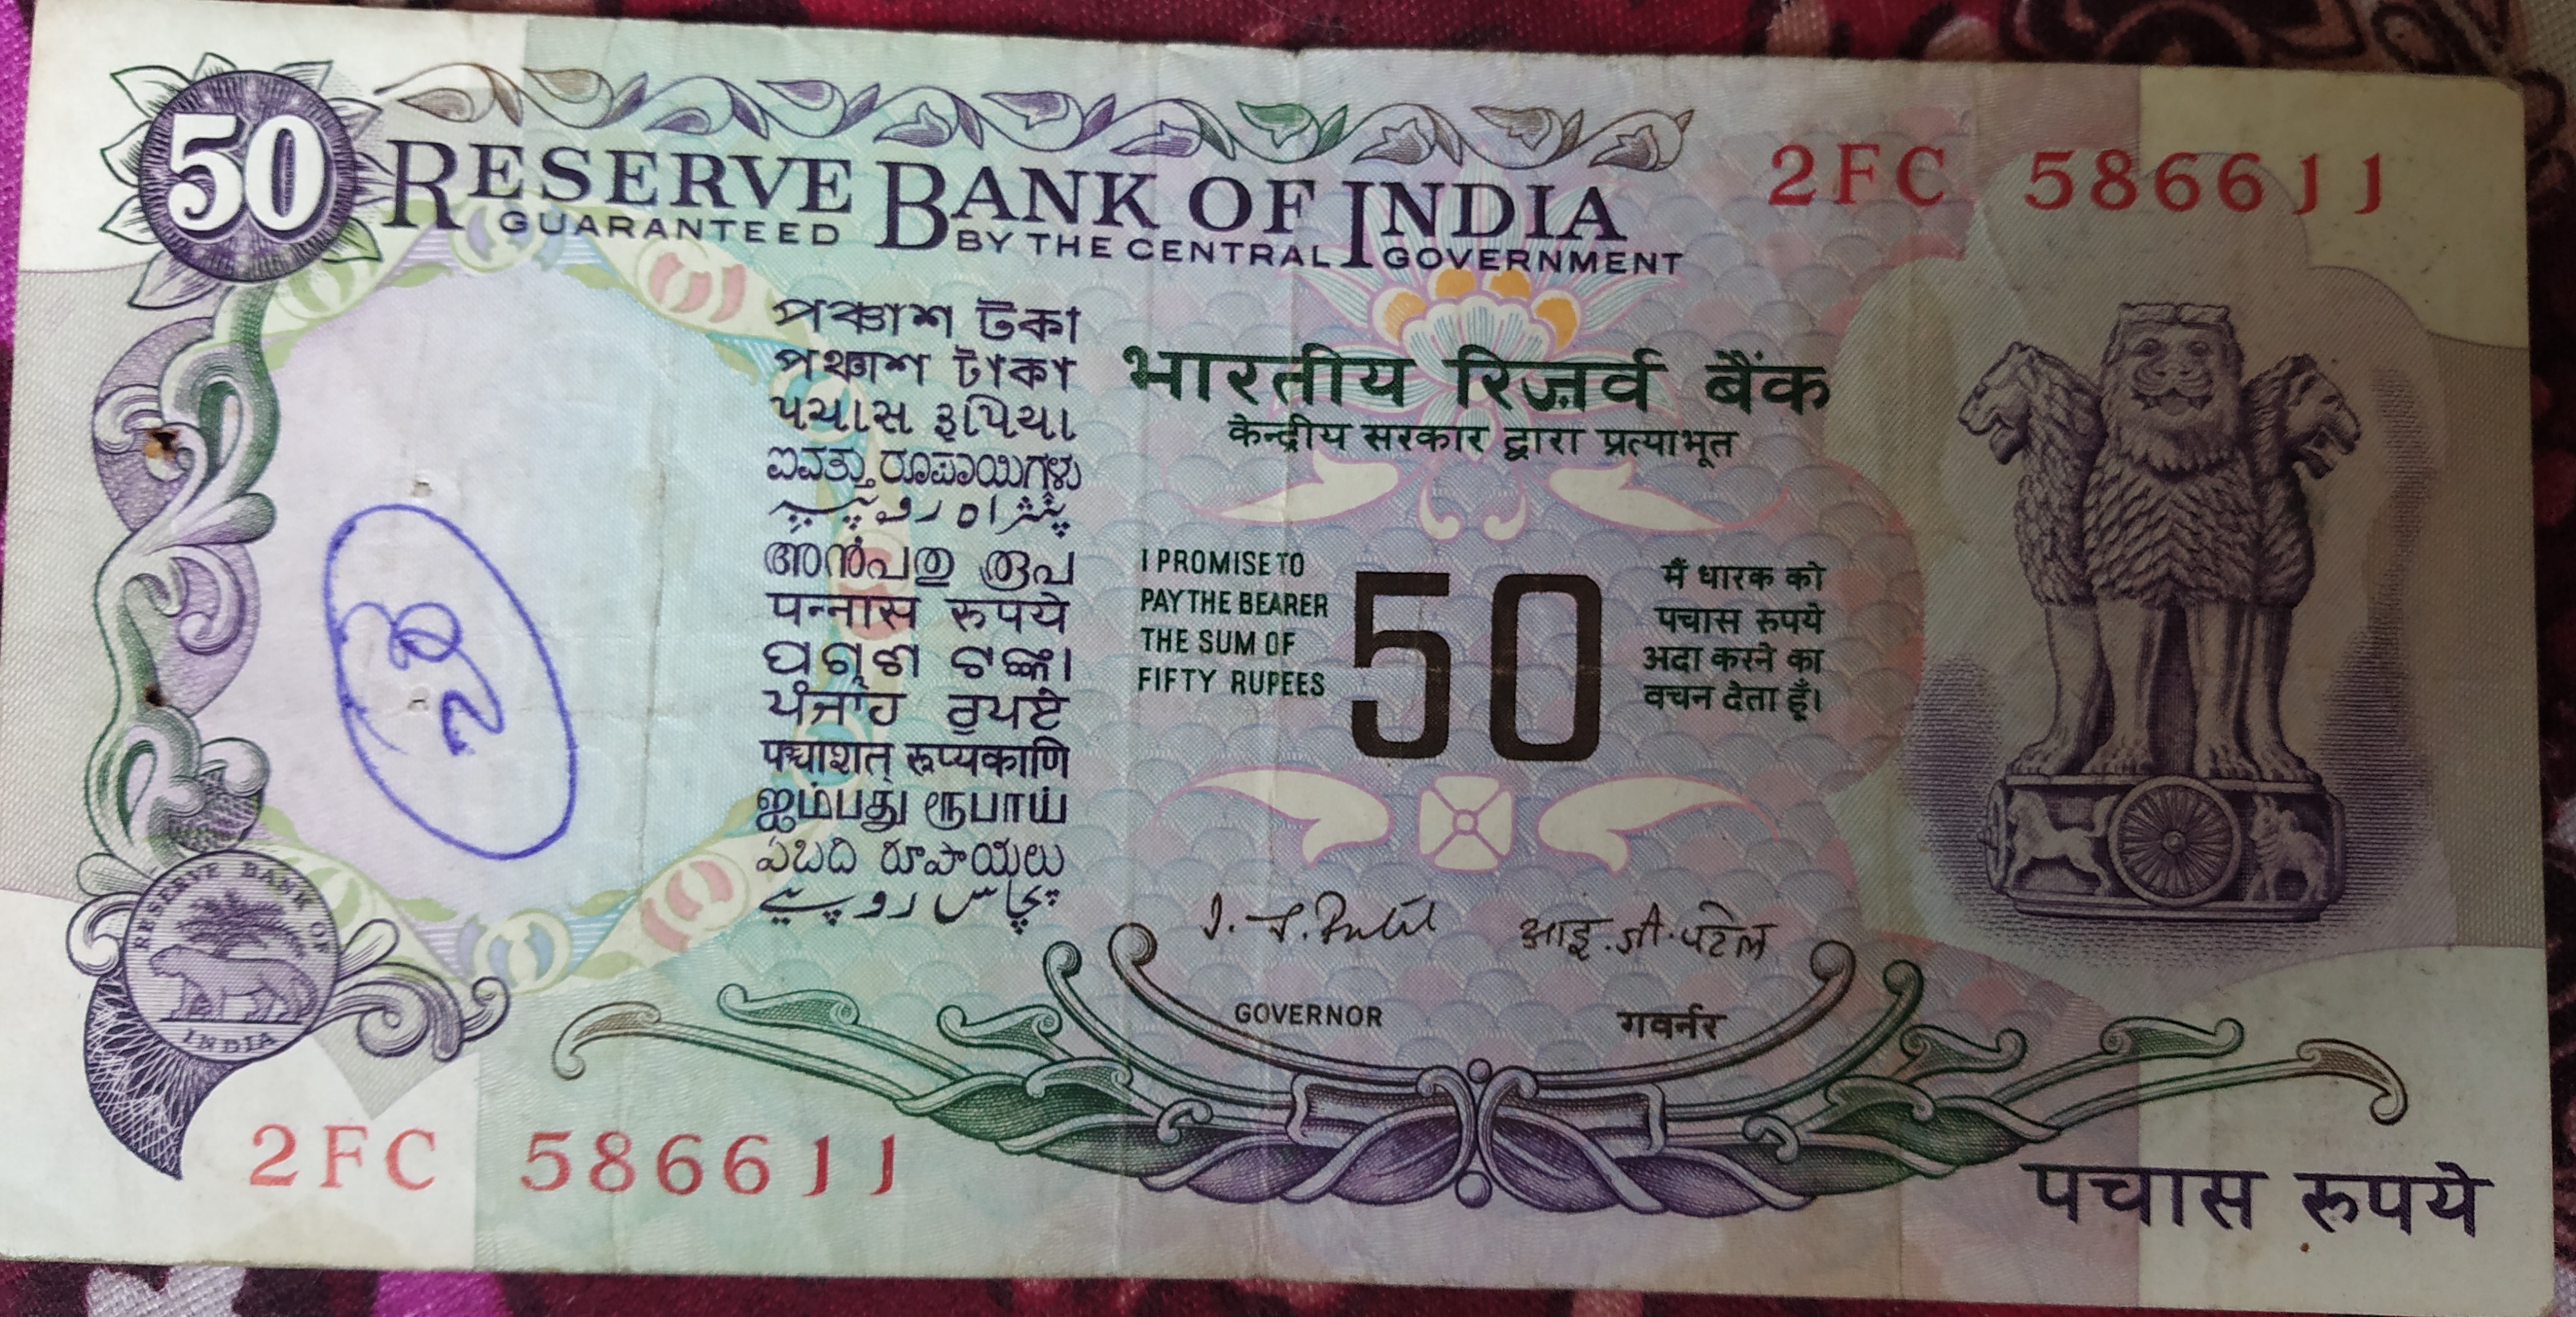 50
RESERVE BANK OF INDIA
GUARANTEED BY THE CENTRAL GOVERNMENT
2FC 586611
পঞ্চাশ টকা
পঞ্চাশ টাকা
પચાસ રૂપિયા
ಐವತ್ತು ರೂಪಾಯಿಗಳು
پنژاہ روپیہ
അൻപതു രൂപ
पन्नास रुपये
ପଚାଶ ଟଙ୍କା
ਪੰਜਾਹ ਰੁਪਏ
पञ्चाशत् रूप्यकाणि
ஐம்பது ரூபாய்
ఏబది రూపాయలు
پچاس روپیے
भारतीय रिज़र्व बैंक
केन्द्रीय सरकार द्वारा प्रत्याभूत
I PROMISE TO
PAY THE BEARER
THE SUM OF
FIFTY RUPEES
50
मैं धारक को
पचास रुपये
अदा करने का
वचन देता हूँ।
आई.जी.पटेल
GOVERNOR
गवर्नर
RESERVE BANK OF
INDIA
2FC 586611
पचास रुपये